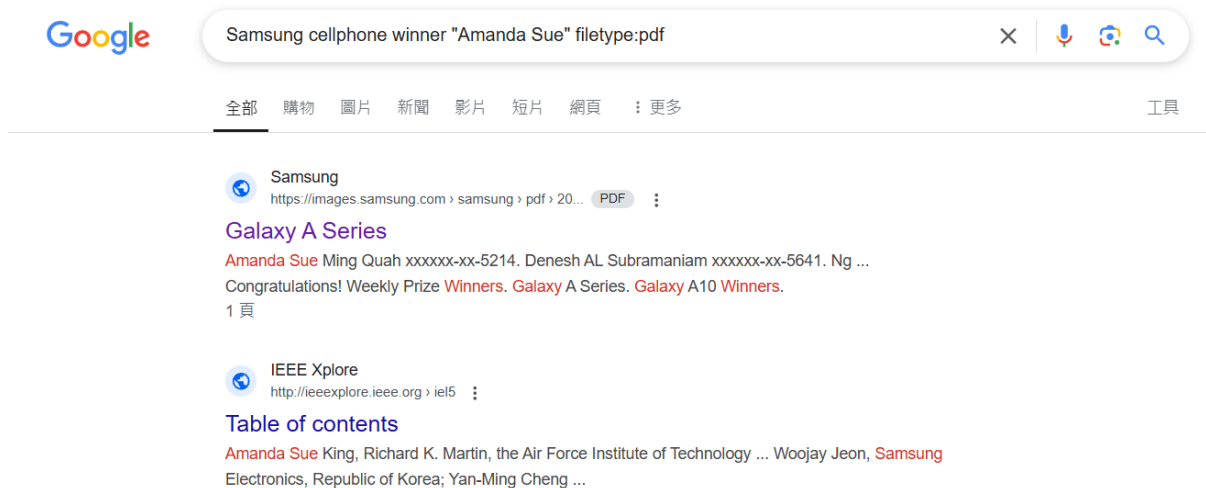 Google
Samsung cellphone winner "Amanda Sue" filetype:pdf
全部 購物 圖片 新聞 影片 短片 網頁 更多 工具
Samsung
https://images.samsung.com › samsung › pdf › 20... PDF
Galaxy A Series
Amanda Sue Ming Quah xxxxxx-xx-5214. Denesh AL Subramaniam xxxxxx-xx-5641. Ng ...
Congratulations! Weekly Prize Winners. Galaxy A Series. Galaxy A10 Winners.
1 頁
IEEE Xplore
http://ieeexplore.ieee.org › iel5
Table of contents
Amanda Sue King, Richard K. Martin, the Air Force Institute of Technology ... Woojay Jeon, Samsung
Electronics, Republic of Korea; Yan-Ming Cheng ...